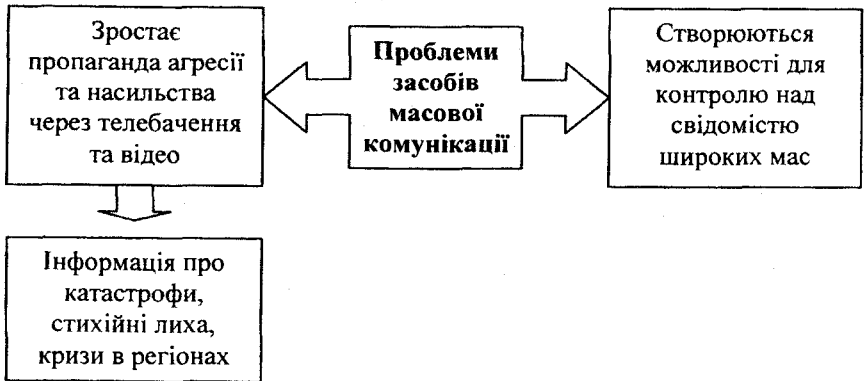 Зростає
пропаганда агресії
та насильства
через телебачення
та відео
Проблеми
засобів
масової
комунікації
Створюються
можливості для
контролю над
свідомістю
широких мас
Інформація про
катастрофи,
стихійні лиха,
кризи в регіонах